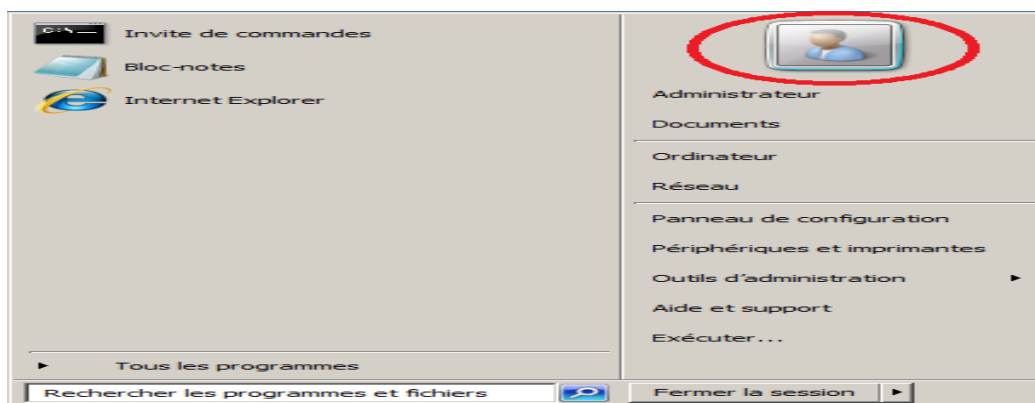 C:\
Invite de commandes
Bloc-notes
Internet Explorer
Tous les programmes
Rechercher les programmes et fichiers
Administrateur
Documents
Ordinateur
Réseau
Panneau de configuration
Périphériques et imprimantes
Outils d'administration
Aide et support
Exécuter...
Fermer la session